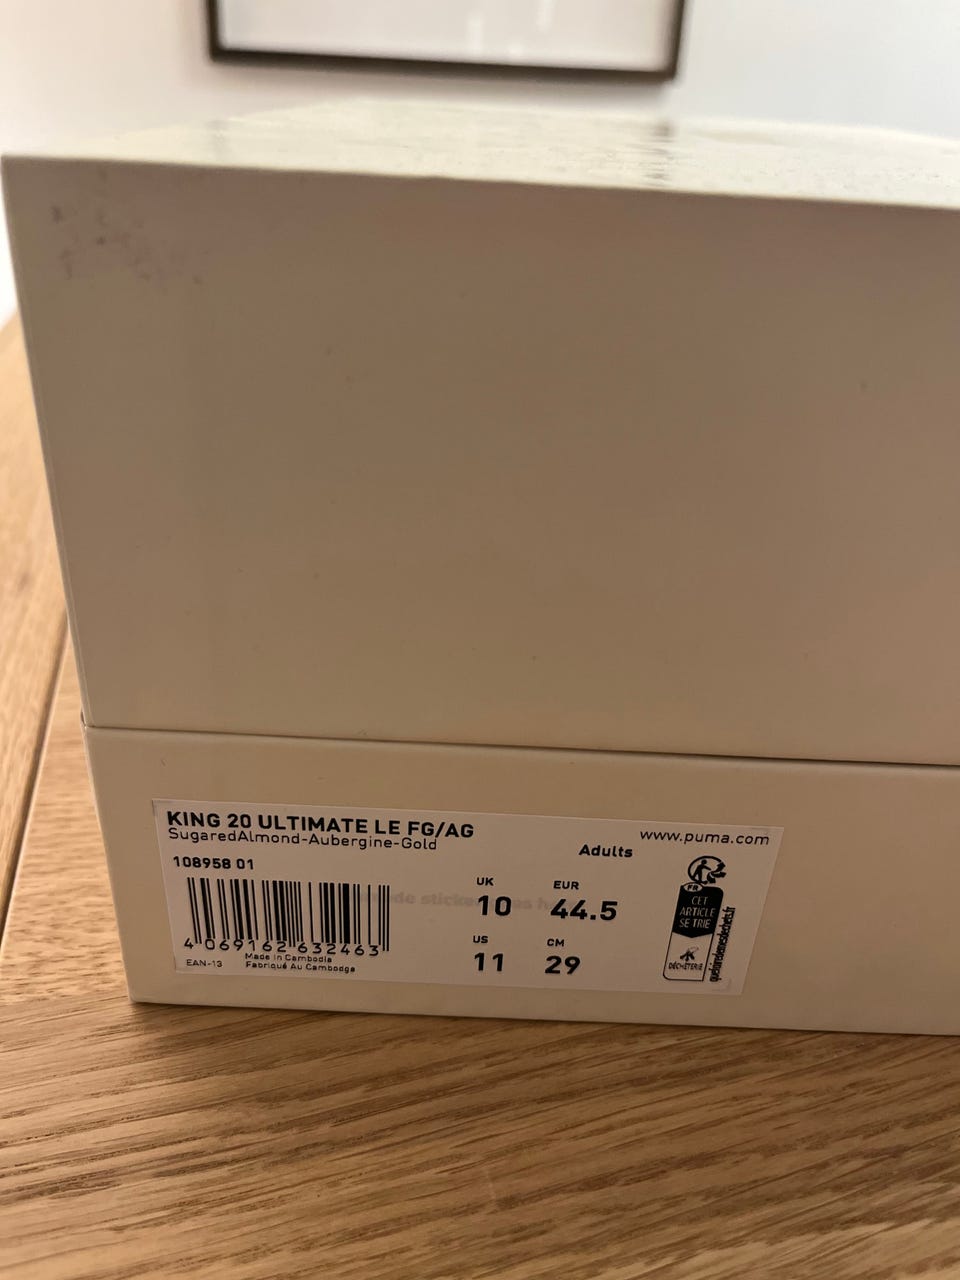 KING 20 ULTIMATE LE FG/AG
SugaredAlmond-Aubergine-Gold
108958 01
www.puma.com
Adults
UK
10
EUR
44.5
US
11
CM
29
4 069162 632463
EAN-13
Made in Cambodia
Fabriqué Au Cambodge
FR
CET
ARTICLE
SE TRIE
DÉCHÈTERIE
quefairedemesdechets.fr